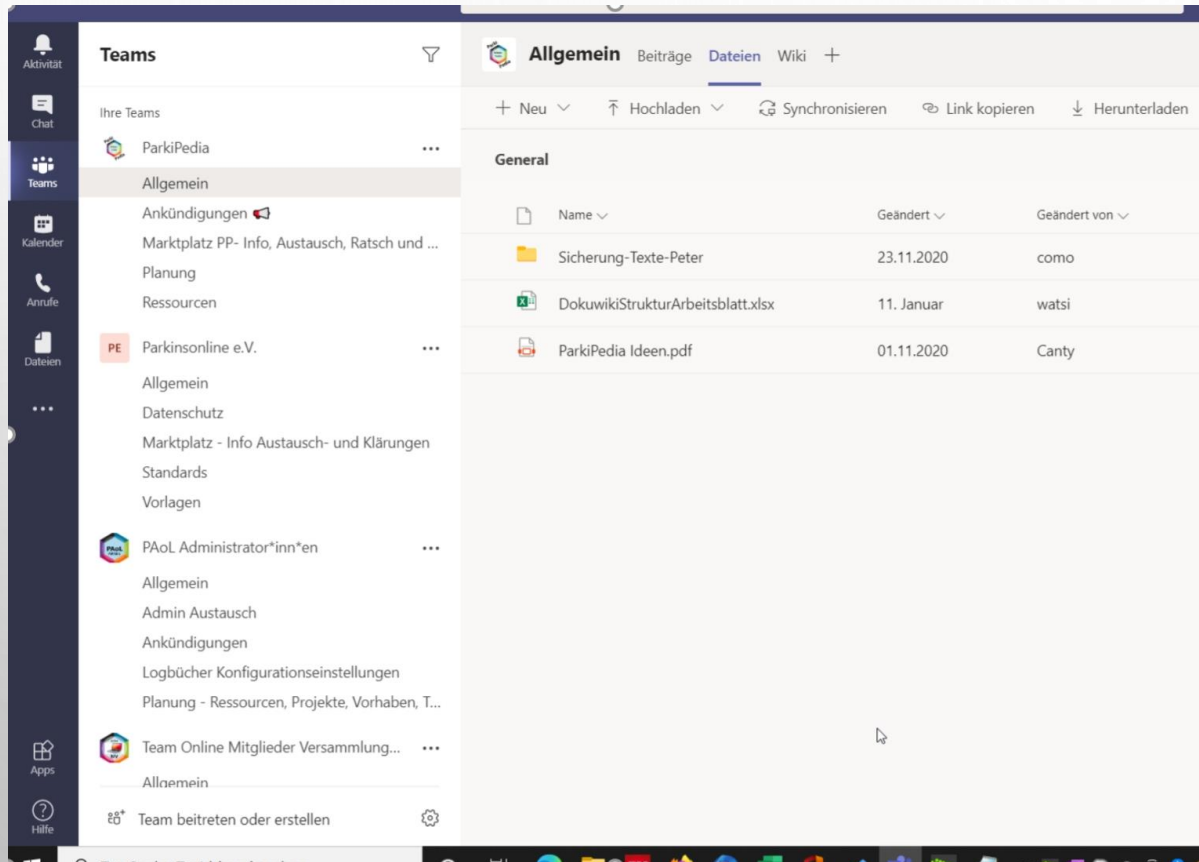 Aktivität
Chat
Teams
Kalender
Anrufe
Dateien
Apps
Hilfe
Teams
Ihre Teams
ParkiPedia
Allgemein
Ankündigungen
Marktplatz PP- Info, Austausch, Ratsch und ...
Planung
Ressourcen
PE Parkinsonline e.V.
Allgemein
Datenschutz
Marktplatz - Info Austausch- und Klärungen
Standards
Vorlagen
PAoL Administrator*inn*en
Allgemein
Admin Austausch
Ankündigungen
Logbücher Konfigurationseinstellungen
Planung - Ressourcen, Projekte, Vorhaben, T...
Team Online Mitglieder Versammlung...
Allgemein
Team beitreten oder erstellen
Allgemein Beiträge Dateien Wiki
Neu Hochladen Synchronisieren Link kopieren Herunterladen
General
Name Geändert Geändert von
Sicherung-Texte-Peter 23.11.2020 como
DokuwikiStrukturArbeitsblatt.xlsx 11. Januar watsi
ParkiPedia Ideen.pdf 01.11.2020 Canty